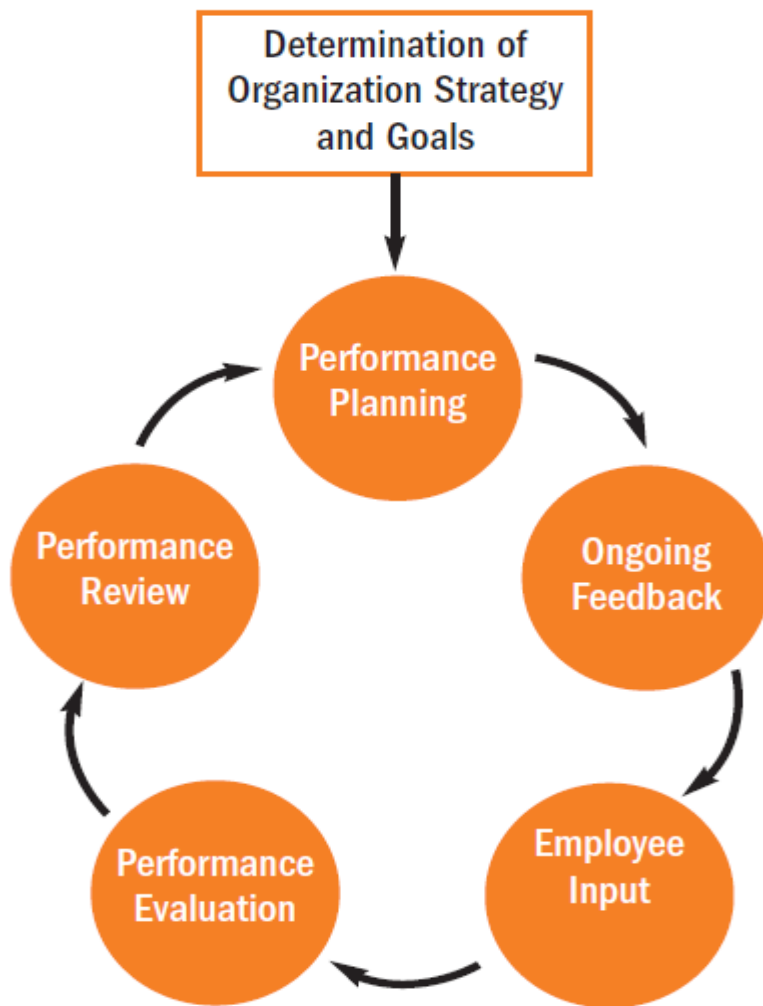 Determination of
Organization Strategy
and Goals
Performance
Planning
Ongoing
Feedback
Employee
Input
Performance
Evaluation
Performance
Review